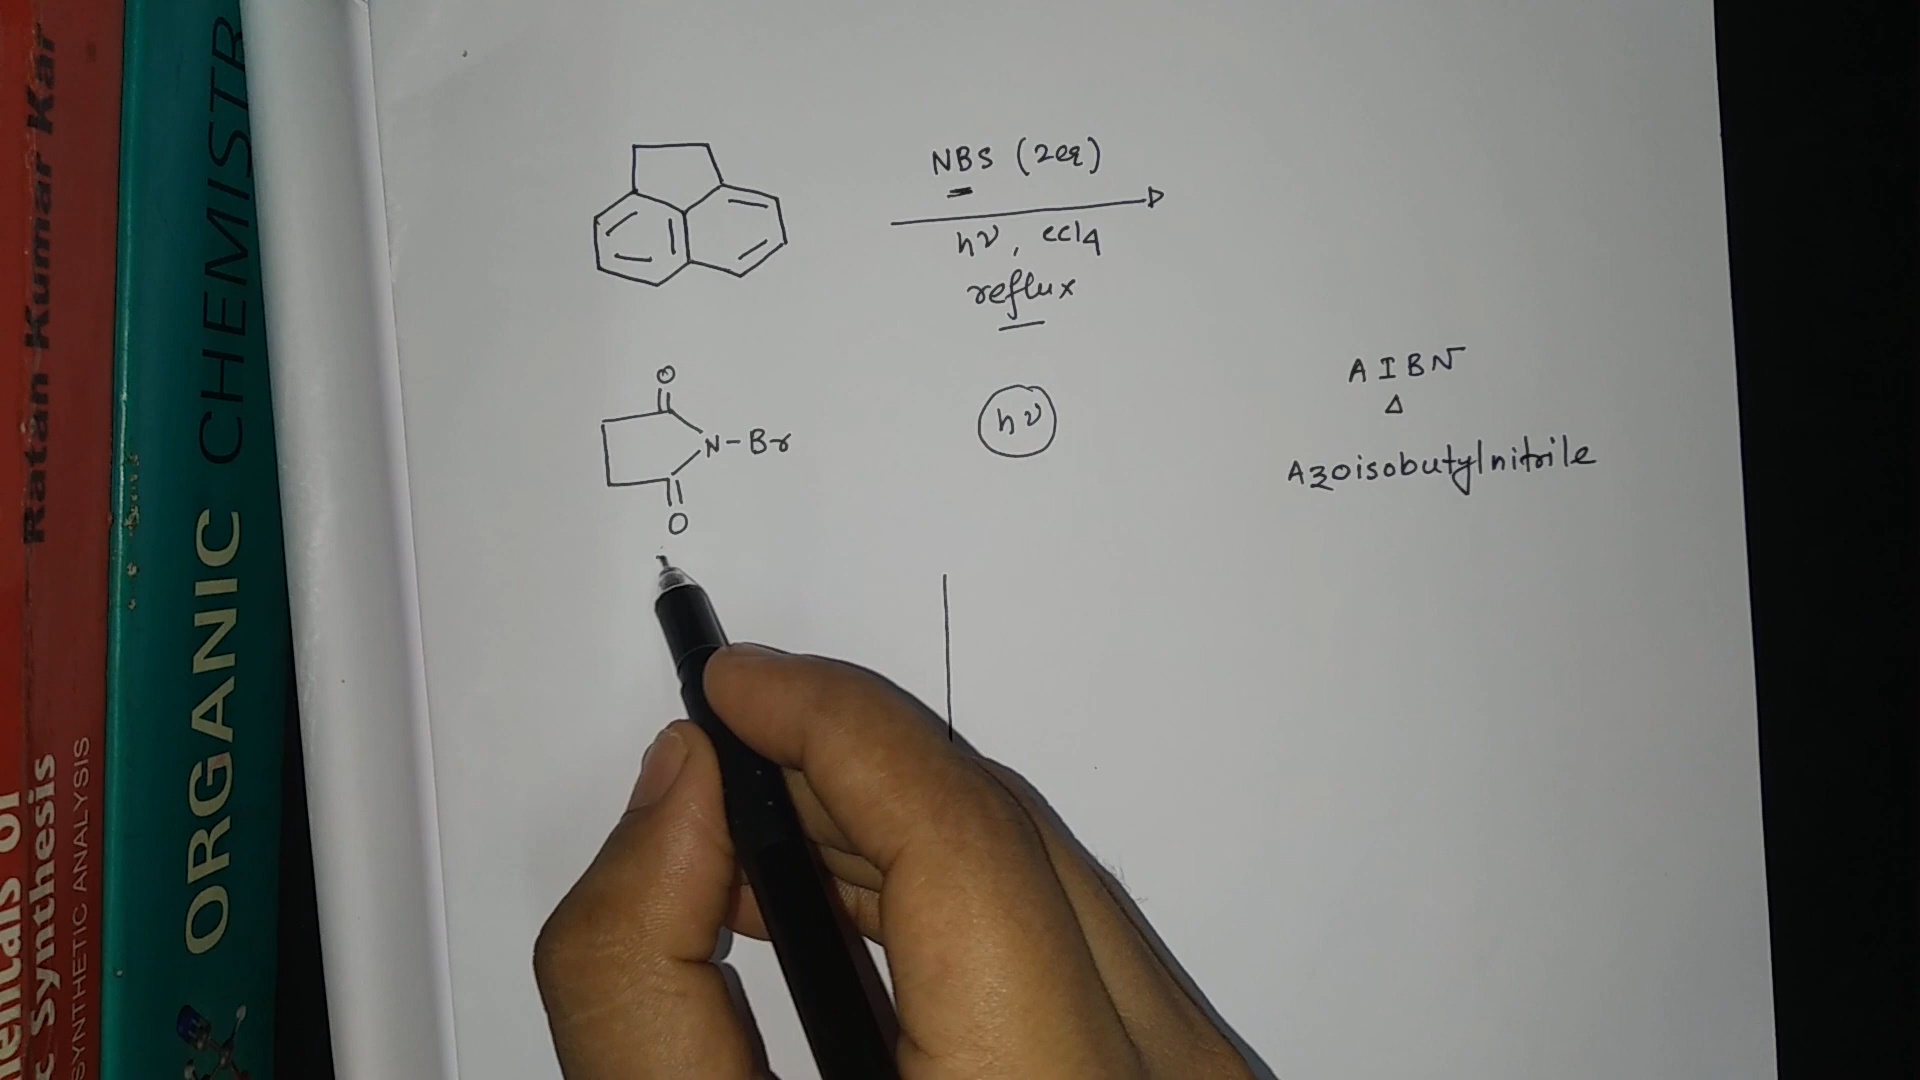 Ratan Kumar Kar
Synthesis
SYNTHETIC ANALYSIS
ORGANIC CHEMISTR
NBS (2eq)
hν, ccl4
reflux
O
N-Br
O
hν
AIBN
Δ
Azoisobutylnitrile